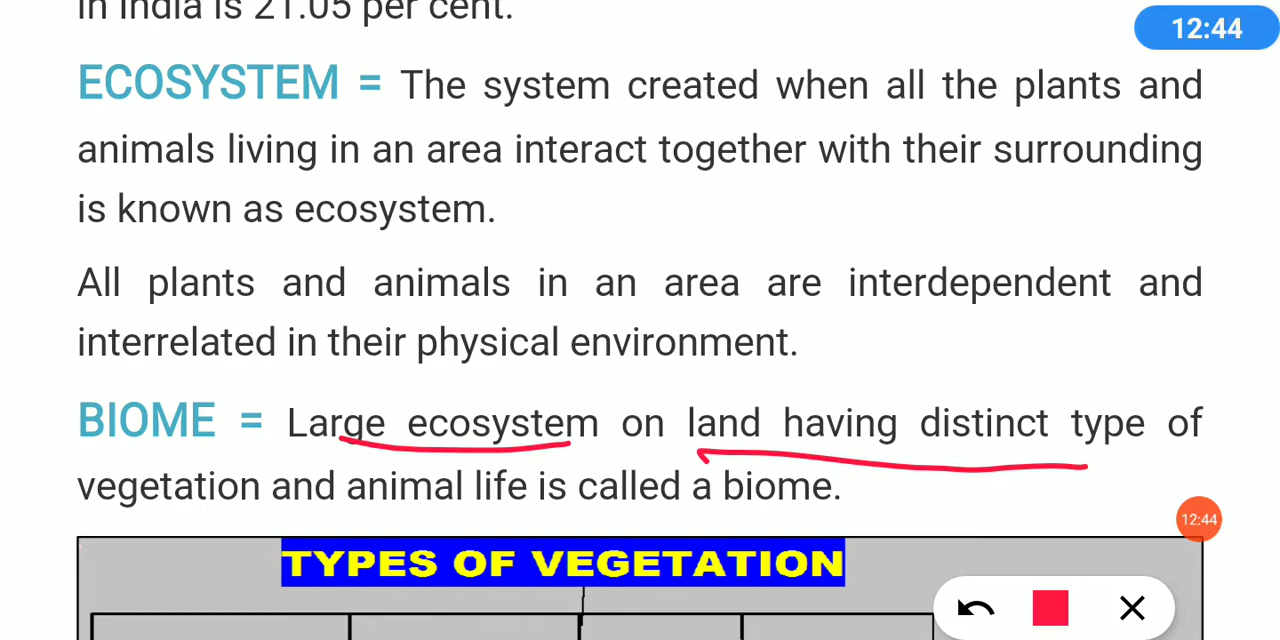 in India is 21.05 per cent.
12:44
ECOSYSTEM = The system created when all the plants and
animals living in an area interact together with their surrounding
is known as ecosystem.
All plants and animals in an area are interdependent and
interrelated in their physical environment.
BIOME = Large ecosystem on land having distinct type of
vegetation and animal life is called a biome.
12:44
TYPES OF VEGETATION